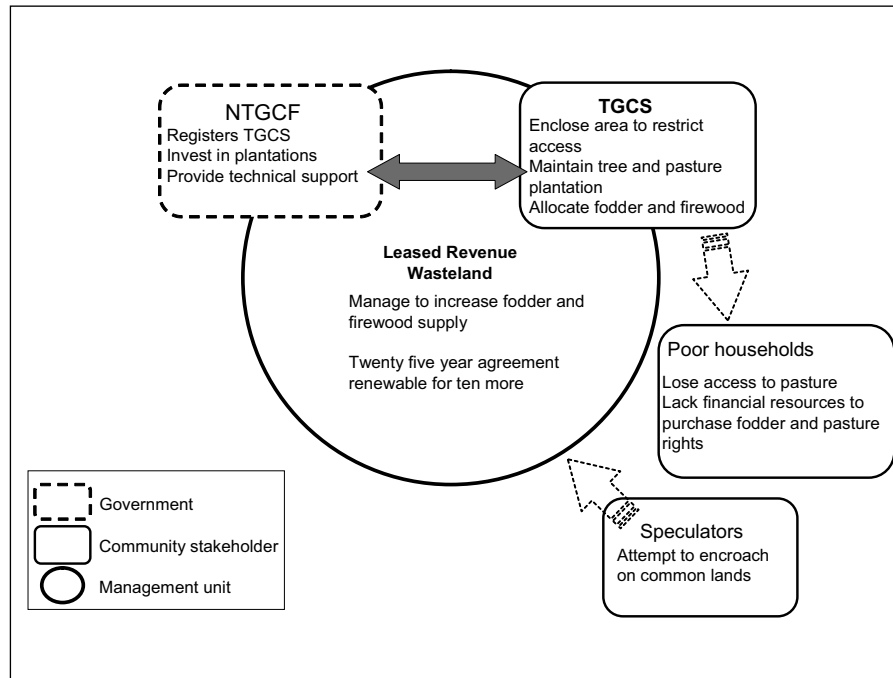 NTGCF
Registers TGCS
Invest in plantations
Provide technical support
TGCS
Enclose area to restrict
access
Maintain tree and pasture
plantation
Allocate fodder and firewood
Leased Revenue
Wasteland
Manage to increase fodder and
firewood supply
Twenty five year agreement
renewable for ten more
Poor households
Lose access to pasture
Lack financial resources to
purchase fodder and pasture
rights
Speculators
Attempt to encroach
on common lands
Government
Community stakeholder
Management unit